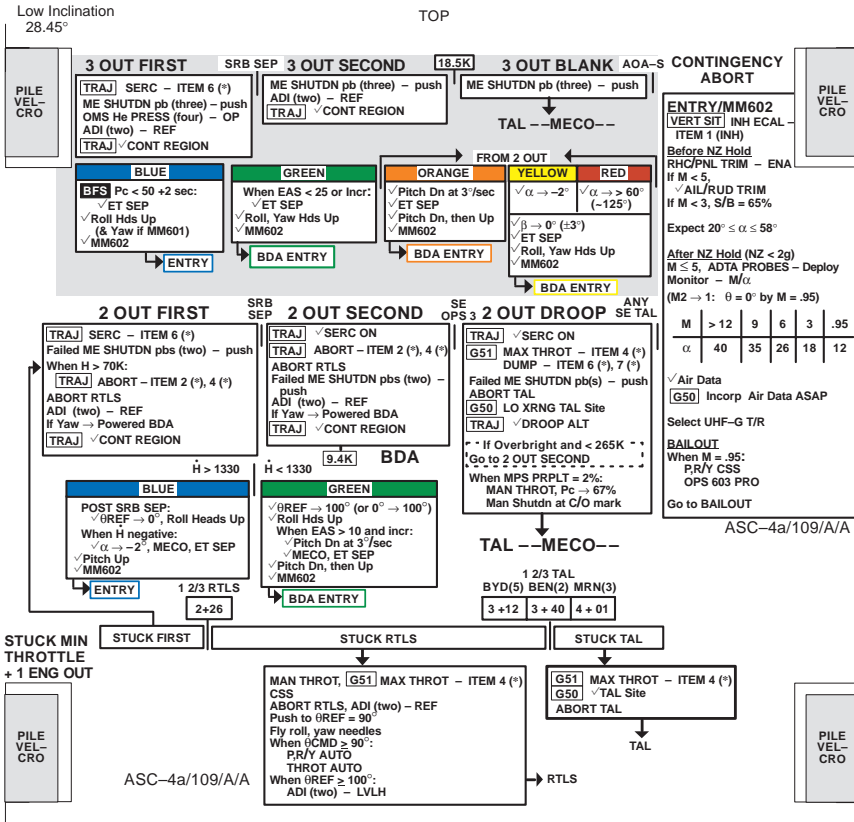 Low Inclination
28.45°
TOP
PILE
VEL–
CRO
3 OUT FIRST
SRB SEP
3 OUT SECOND
18.5K
3 OUT BLANK
AOA–S
CONTINGENCY
ABORT
PILE
VEL–
CRO
TRAJ SERC – ITEM 6 (*)
ME SHUTDN pb (three) – push
OMS He PRESS (four) – OP
ADI (two) – REF
TRAJ √CONT REGION
ME SHUTDN pb (three) – push
ADI (two) – REF
TRAJ √CONT REGION
ME SHUTDN pb (three) – push
TAL ––MECO––
FROM 2 OUT
BLUE
BFS Pc < 50 +2 sec:
√ET SEP
√Roll Hds Up
(& Yaw if MM601)
√MM602
ENTRY
GREEN
When EAS < 25 or Incr:
√ET SEP
√Roll, Yaw Hds Up
√MM602
BDA ENTRY
ORANGE
√Pitch Dn at 3°/sec
√ET SEP
√Pitch Dn, then Up
√MM602
BDA ENTRY
YELLOW
√α → –2°
RED
√α → > 60°
(~125°)
√β → 0° (±3°)
√ET SEP
√Roll, Yaw Hds Up
√MM602
BDA ENTRY
ENTRY/MM602
VERT SIT INH ECAL –
ITEM 1 (INH)
Before NZ Hold
RHC/PNL TRIM – ENA
If M < 5,
√AIL/RUD TRIM
If M < 3, S/B = 65%
Expect 20° ≤ α ≤ 58°
After NZ Hold (NZ < 2g)
M ≤ 5, ADTA PROBES – Deploy
Monitor – M/α
(M2 → 1: θ = 0° by M = .95)
M > 12 9 6 3 .95
α 40 35 26 18 12
√Air Data
G50 Incorp Air Data ASAP
Select UHF–G T/R
BAILOUT
When M = .95:
P,R/Y CSS
OPS 603 PRO
Go to BAILOUT
ASC–4a/109/A/A
2 OUT FIRST
SRB
SEP
2 OUT SECOND
SE
OPS 3
2 OUT DROOP
ANY
SE TAL
TRAJ SERC – ITEM 6 (*)
Failed ME SHUTDN pbs (two) – push
When H > 70K:
TRAJ ABORT – ITEM 2 (*), 4 (*)
ABORT RTLS
ADI (two) – REF
If Yaw → Powered BDA
TRAJ √CONT REGION
TRAJ √SERC ON
TRAJ ABORT – ITEM 2 (*), 4 (*)
ABORT RTLS
Failed ME SHUTDN pbs (two) –
push
ADI (two) – REF
If Yaw → Powered BDA
TRAJ √CONT REGION
9.4K
BDA
TRAJ √SERC ON
G51 MAX THROT – ITEM 4 (*)
DUMP – ITEM 6 (*), 7 (*)
Failed ME SHUTDN pb(s) – push
ABORT TAL
G50 LO XRNG TAL Site
TRAJ √DROOP ALT
If Overbright and < 265K
Go to 2 OUT SECOND
When MPS PRPLT = 2%:
MAN THROT, Pc → 67%
Man Shutdn at C/O mark
TAL ––MECO––
Ḣ > 1330
Ḣ < 1330
BLUE
POST SRB SEP:
√θREF → 0°, Roll Heads Up
When H negative:
√α → –2°, MECO, ET SEP
√Pitch Up
√MM602
ENTRY
GREEN
√θREF → 100° (or 0° → 100°)
√Roll Hds Up
When EAS > 10 and incr:
√Pitch Dn at 3°/sec
√MECO, ET SEP
√Pitch Dn, then Up
√MM602
BDA ENTRY
1 2/3 RTLS
2+26
1 2/3 TAL
BYD(5) BEN(2) MRN(3)
3 +12 3 + 40 4 + 01
STUCK MIN
THROTTLE
+ 1 ENG OUT
STUCK FIRST
STUCK RTLS
STUCK TAL
MAN THROT, G51 MAX THROT – ITEM 4 (*)
CSS
ABORT RTLS, ADI (two) – REF
Push to θREF = 90°
Fly roll, yaw needles
When θCMD ≥ 90°:
P,R/Y AUTO
THROT AUTO
When θREF ≥ 100°:
ADI (two) – LVLH
RTLS
G51 MAX THROT – ITEM 4 (*)
G50 √TAL Site
ABORT TAL
TAL
PILE
VEL–
CRO
ASC–4a/109/A/A
PILE
VEL–
CRO